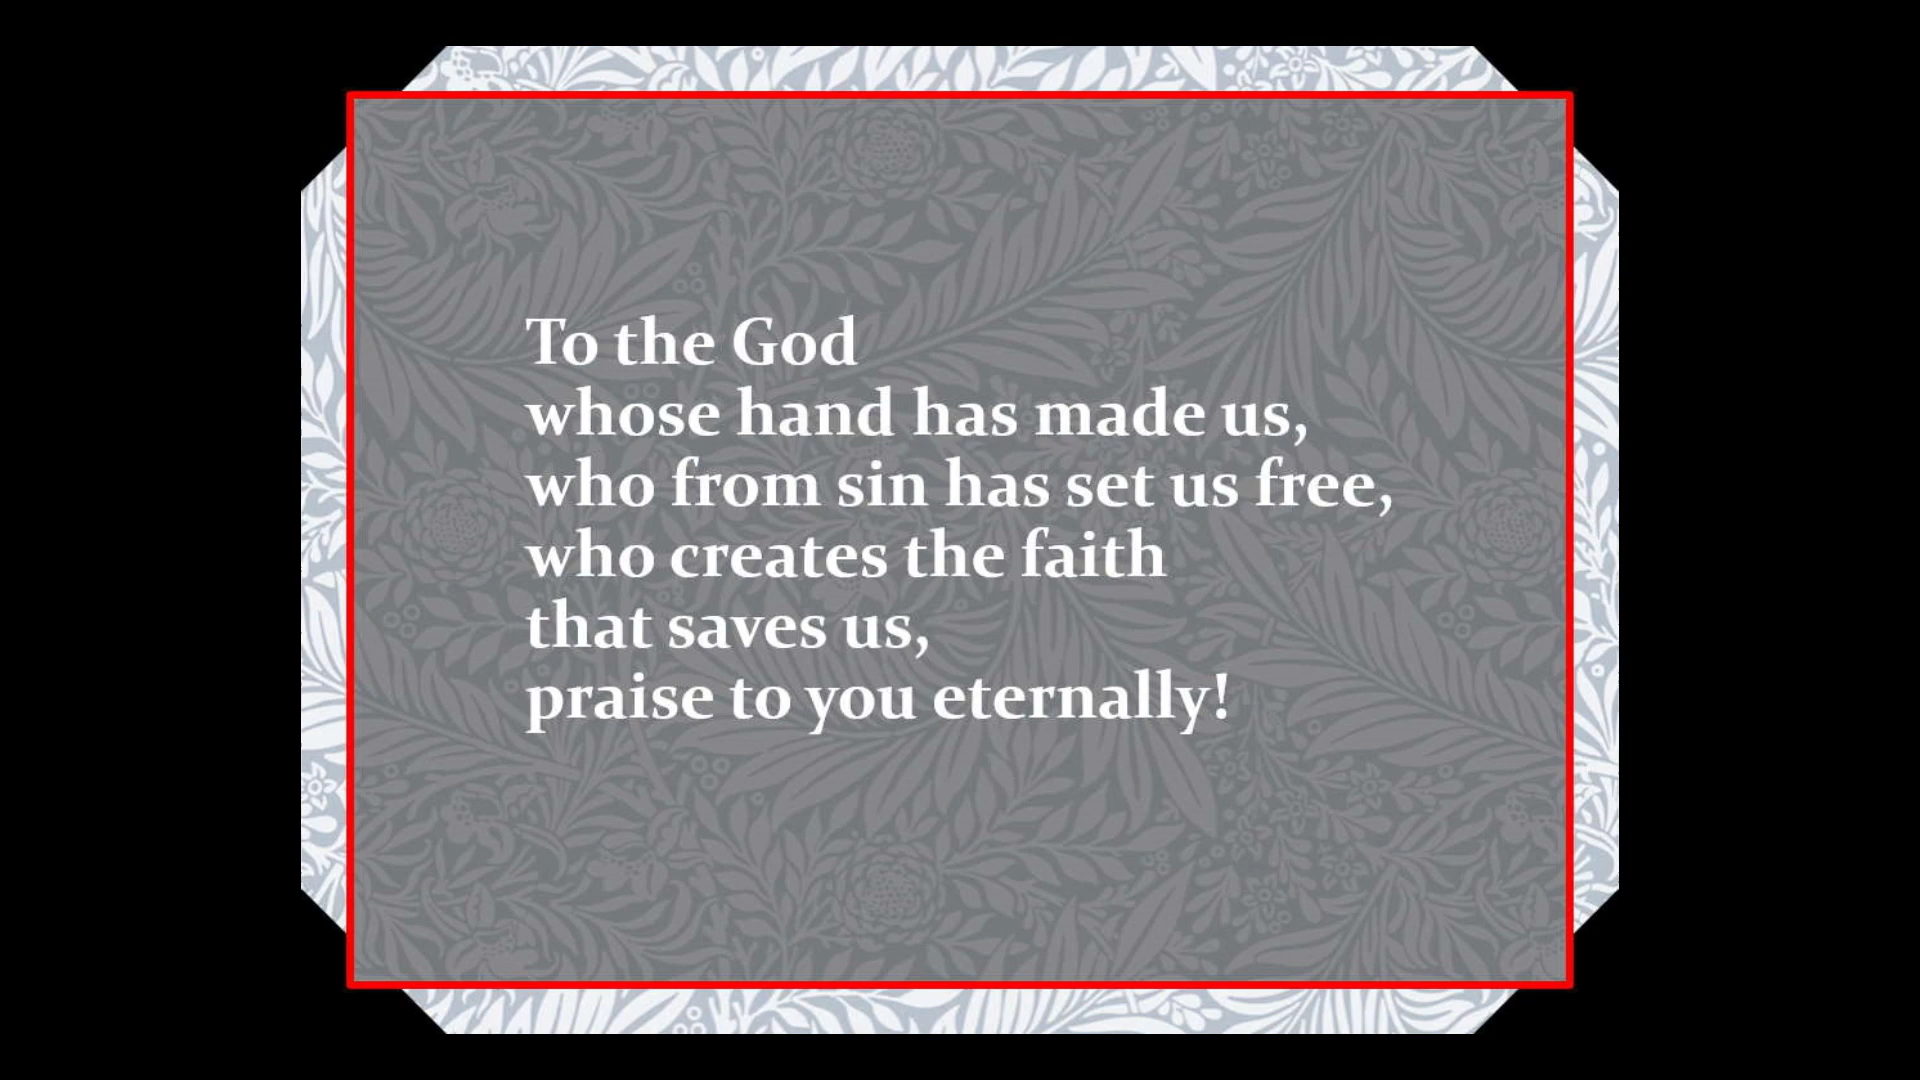 To the God
whose hand has made us,
who from sin has set us free,
who creates the faith
that saves us,
praise to you eternally!